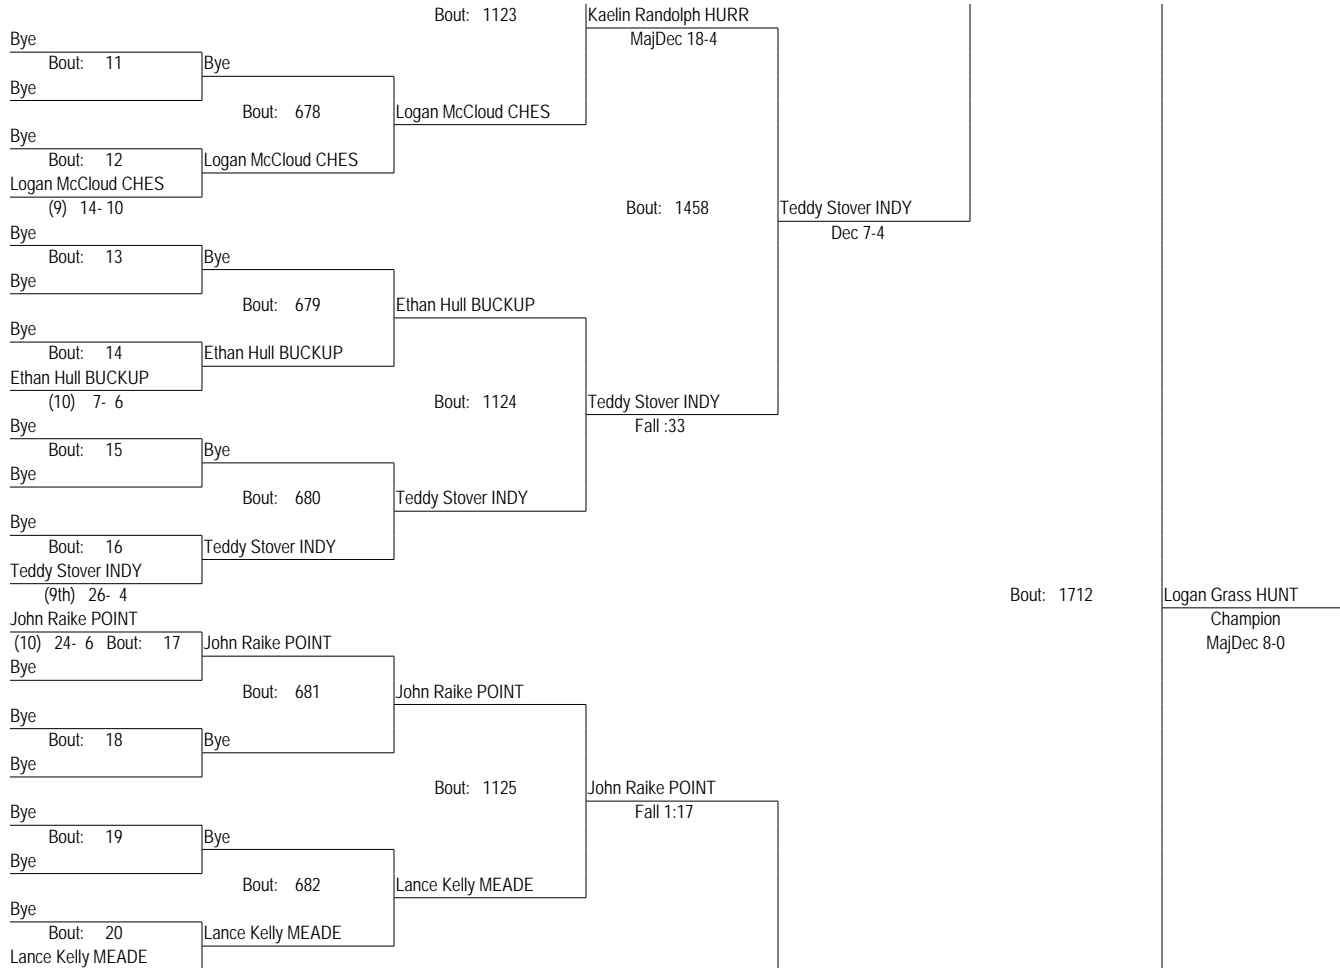 Bout: 1123 Kaelin Randolph HURR
Bye MajDec 18-4
Bout: 11 Bye
Bye
Bout: 678 Logan McCloud CHES
Bye
Bout: 12 Logan McCloud CHES
Logan McCloud CHES
(9) 14- 10 Bout: 1458 Teddy Stover INDY
Bye Dec 7-4
Bout: 13 Bye
Bye
Bout: 679 Ethan Hull BUCKUP
Bye
Bout: 14 Ethan Hull BUCKUP
Ethan Hull BUCKUP
(10) 7- 6 Bout: 1124 Teddy Stover INDY
Bye Fall :33
Bout: 15 Bye
Bye
Bout: 680 Teddy Stover INDY
Bye
Bout: 16 Teddy Stover INDY
Teddy Stover INDY
(9th) 26- 4 Bout: 1712 Logan Grass HUNT
John Raike POINT Champion
(10) 24- 6 Bout: 17 John Raike POINT MajDec 8-0
Bye
Bout: 681 John Raike POINT
Bye
Bout: 18 Bye
Bye
Bout: 1125 John Raike POINT
Bye Fall 1:17
Bout: 19 Bye
Bye
Bout: 682 Lance Kelly MEADE
Bye
Bout: 20 Lance Kelly MEADE
Lance Kelly MEADE